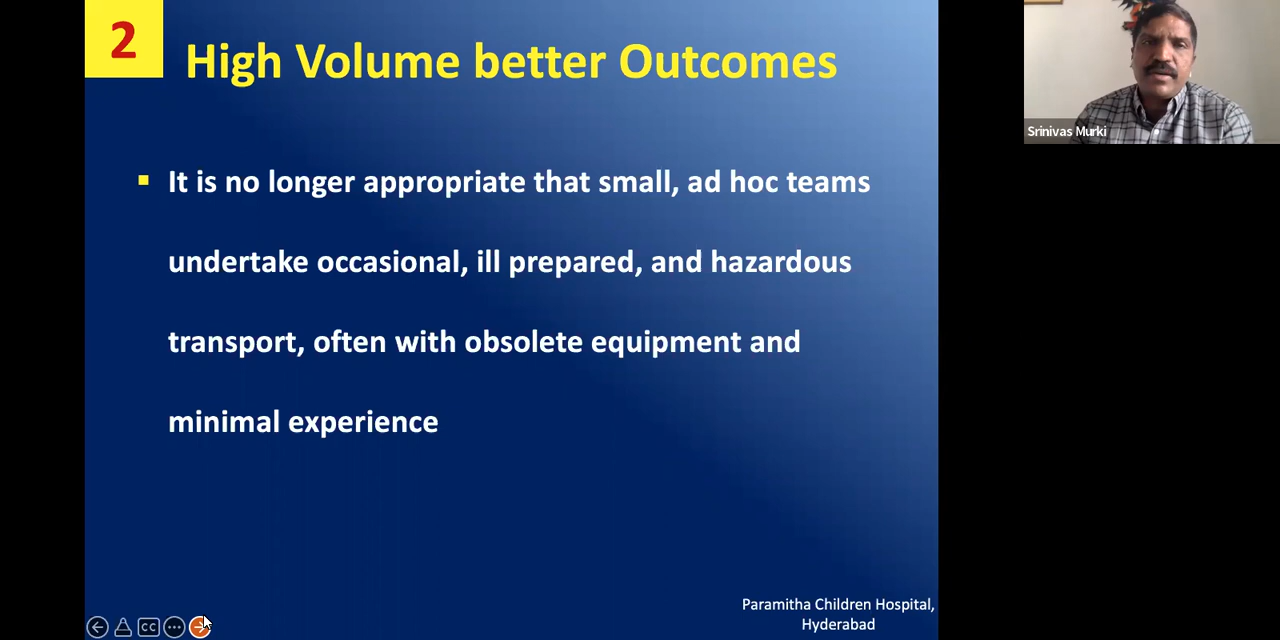 2
High Volume better Outcomes
Srinivas Murki
It is no longer appropriate that small, ad hoc teams
undertake occasional, ill prepared, and hazardous
transport, often with obsolete equipment and
minimal experience
Paramitha Children Hospital,
Hyderabad
CC